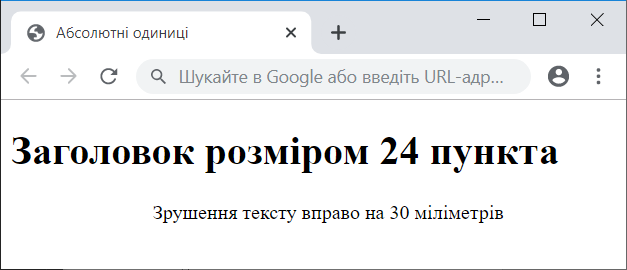 Абсолютні одиниці
Шукайте в Google або введіть URL-адр...
Заголовок розміром 24 пункта
Зрушення тексту вправо на 30 міліметрів